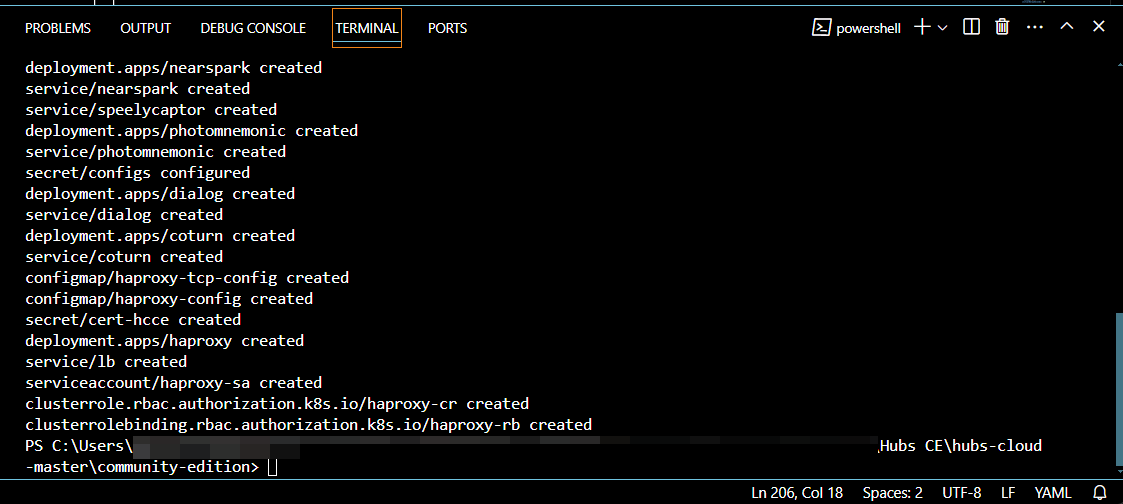 PROBLEMS OUTPUT DEBUG CONSOLE TERMINAL PORTS powershell
deployment.apps/nearspark created
service/nearspark created
service/speelycaptor created
deployment.apps/photomnemonic created
service/photomnemonic created
secret/configs configured
deployment.apps/dialog created
service/dialog created
deployment.apps/coturn created
service/coturn created
configmap/haproxy-tcp-config created
configmap/haproxy-config created
secret/cert-hcce created
deployment.apps/haproxy created
service/lb created
serviceaccount/haproxy-sa created
clusterrole.rbac.authorization.k8s.io/haproxy-cr created
clusterrolebinding.rbac.authorization.k8s.io/haproxy-rb created
PS C:\Users\ \Hubs CE\hubs-cloud
-master\community-edition>
Ln 206, Col 18 Spaces: 2 UTF-8 LF YAML